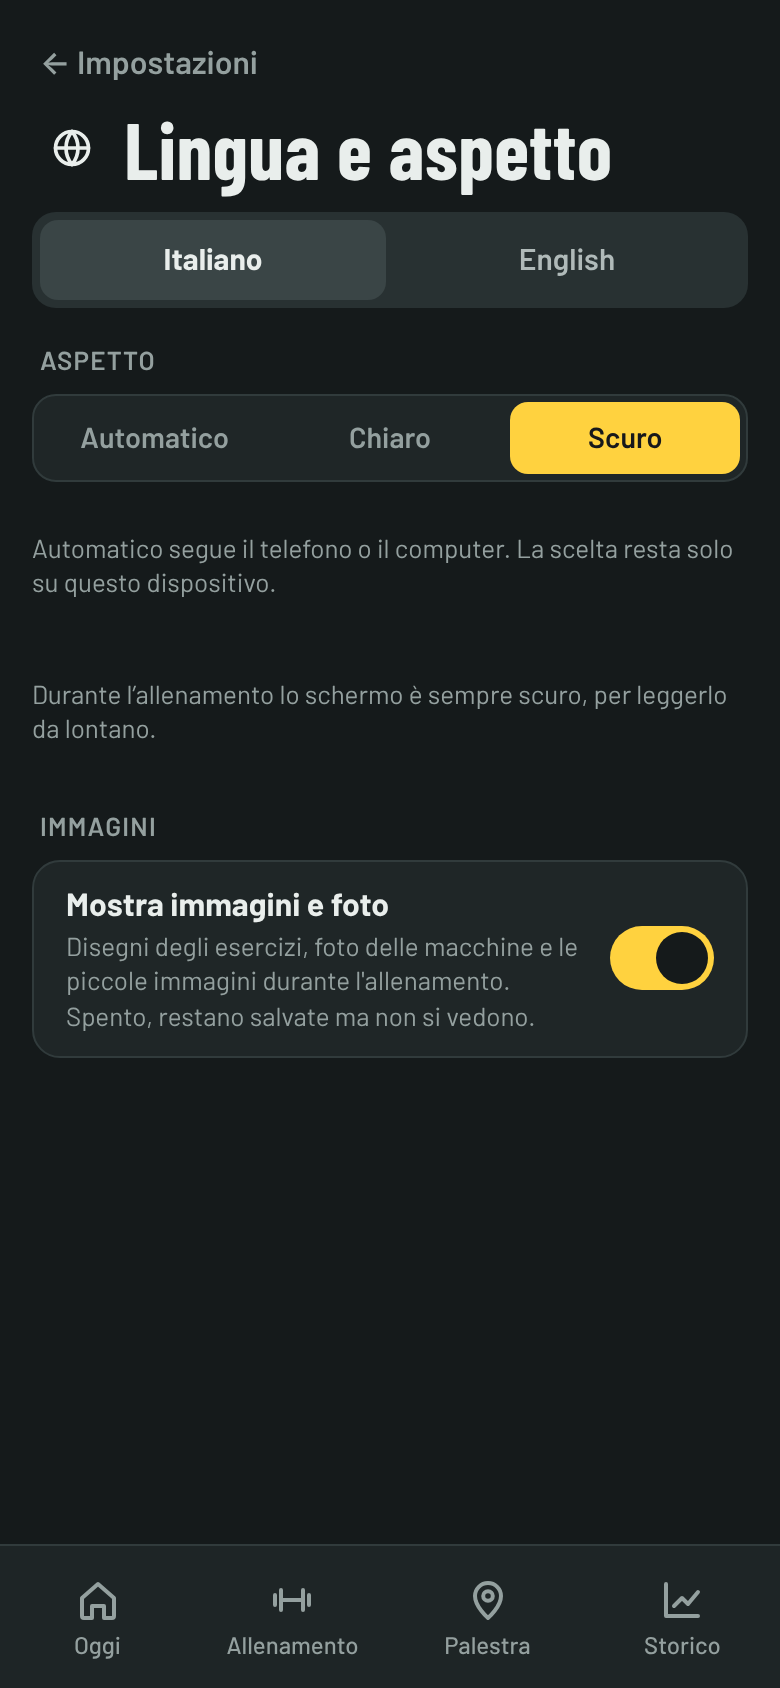 Impostazioni
Lingua e aspetto
Italiano
English
ASPETTO
Automatico
Chiaro
Scuro
Automatico segue il telefono o il computer. La scelta resta solo
su questo dispositivo.
Durante l’allenamento lo schermo è sempre scuro, per leggerlo
da lontano.
IMMAGINI
Mostra immagini e foto
Disegni degli esercizi, foto delle macchine e le
piccole immagini durante l'allenamento.
Spento, restano salvate ma non si vedono.
Oggi
Allenamento
Palestra
Storico